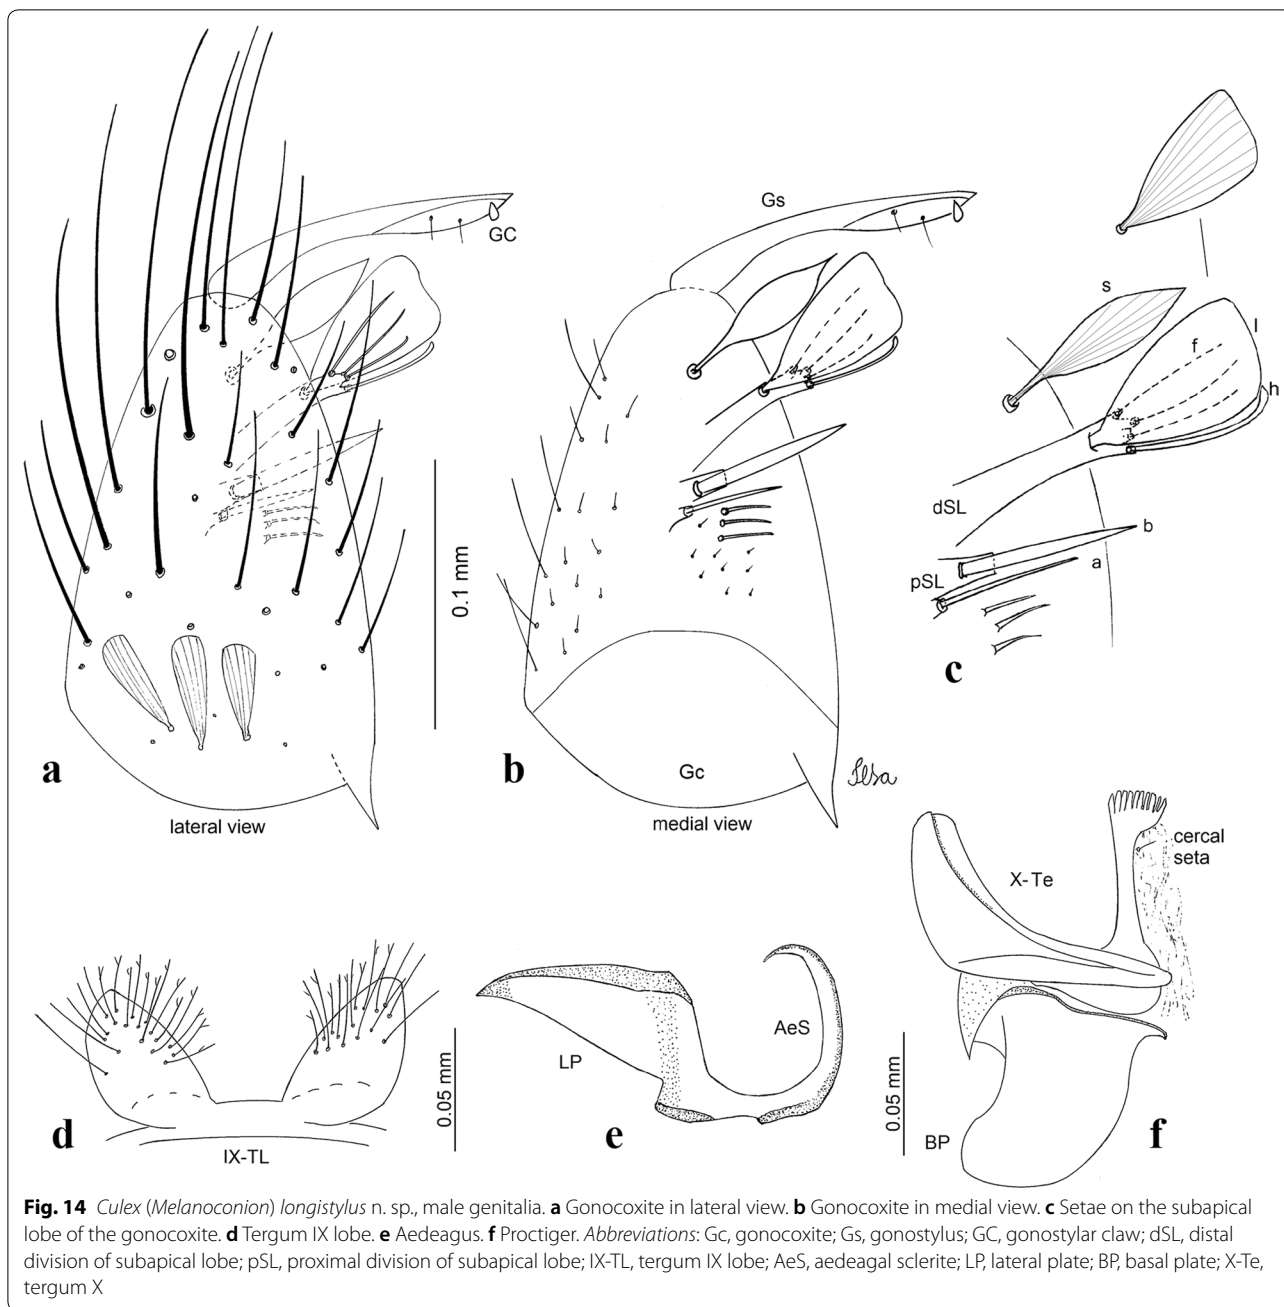 GC
Gs
s
f
l
h
dSL
b
pSL
a
0.1 mm
c
a
b
Gc
lateral view
medial view
cercal
seta
X-Te
AeS
LP
0.05 mm
0.05 mm
d
e
BP
f
IX-TL
Fig. 14 Culex (Melanoconion) longistylus n. sp., male genitalia. a Gonocoxite in lateral view. b Gonocoxite in medial view. c Setae on the subapical
lobe of the gonocoxite. d Tergum IX lobe. e Aedeagus. f Proctiger. Abbreviations: Gc, gonocoxite; Gs, gonostylus; GC, gonostylar claw; dSL, distal
division of subapical lobe; pSL, proximal division of subapical lobe; IX-TL, tergum IX lobe; AeS, aedeagal sclerite; LP, lateral plate; BP, basal plate; X-Te,
tergum X